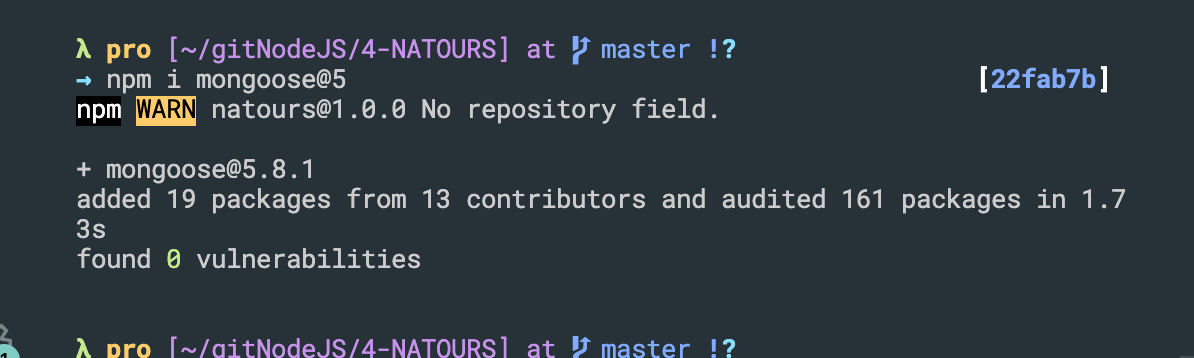 λ pro [~/gitNodeJS/4-NATOURS] at master !?
→ npm i mongoose@5 [22fab7b]
npm WARN natours@1.0.0 No repository field.
+ mongoose@5.8.1
added 19 packages from 13 contributors and audited 161 packages in 1.7
3s
found 0 vulnerabilities
λ pro [~/gitNodeJS/4-NATOURS] at master !?